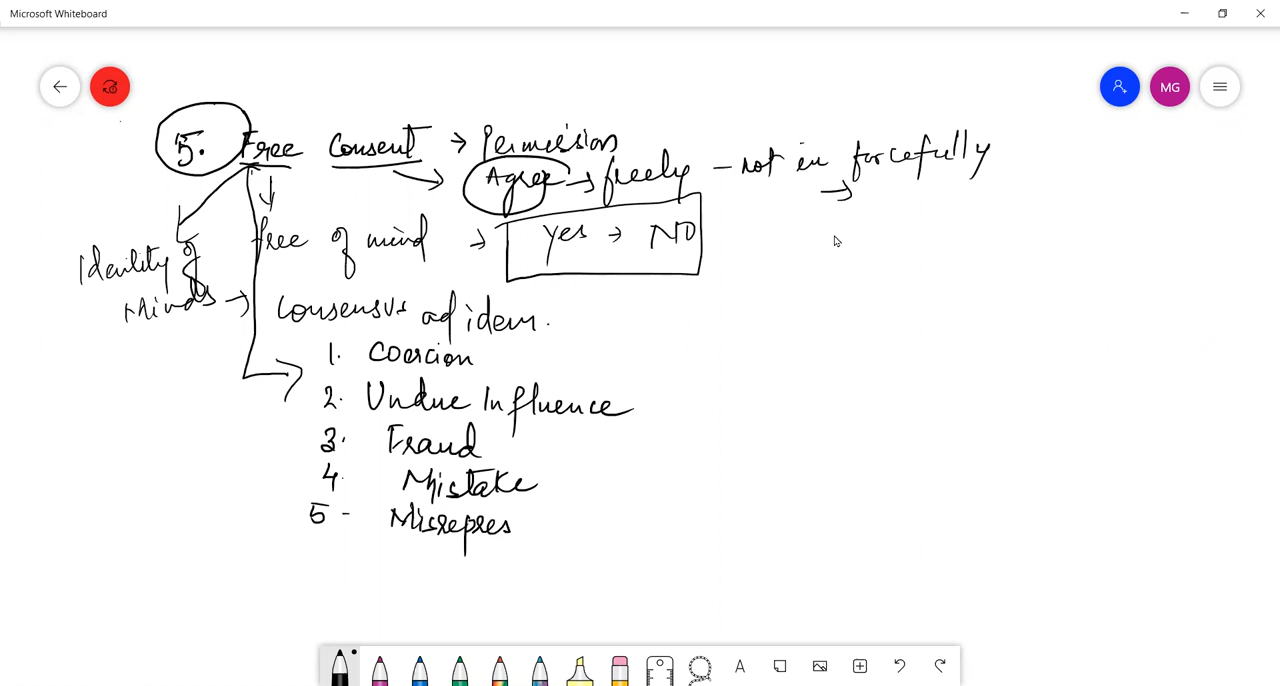 Microsoft Whiteboard
MG
5. Free Consent → Permission
Agree → freely - not in forcefully
free of mind → Yes → NO
Identity of
Minds → Consensus ad idem.
1. Coercion
2. Undue Influence
3. Fraud
4. Mistake
5 - Misrepres
A